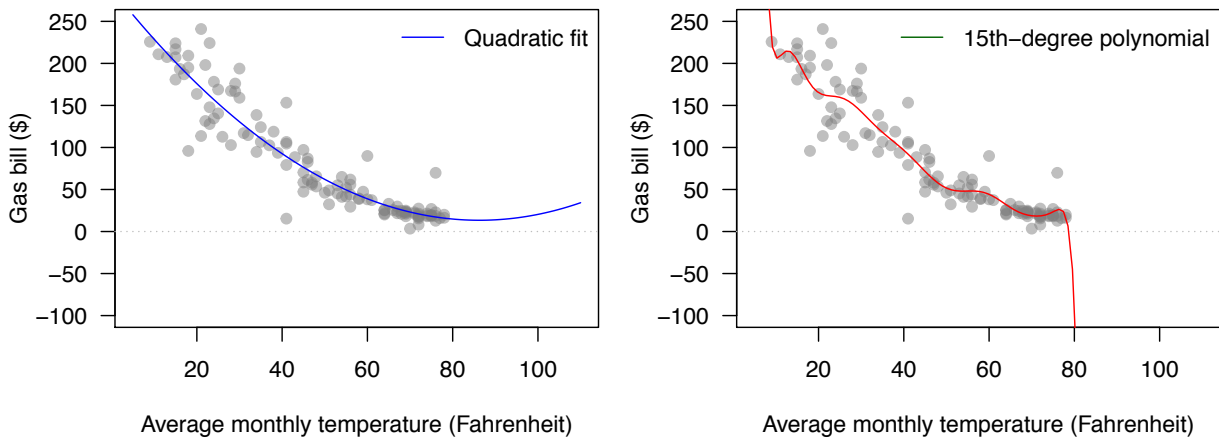 Quadratic fit
Gas bill ($)
250
200
150
100
50
0
−50
−100
20 40 60 80 100
Average monthly temperature (Fahrenheit)
15th−degree polynomial
Gas bill ($)
250
200
150
100
50
0
−50
−100
20 40 60 80 100
Average monthly temperature (Fahrenheit)